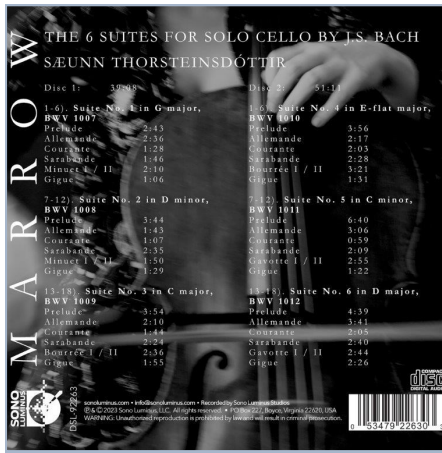 MARROW
THE 6 SUITES FOR SOLO CELLO BY J.S. BACH
SÆUNN THORSTEINSDÓTTIR
Disc 1: 39:08
1-6). Suite No. 1 in G major,
BWV 1007
Prelude 2:43
Allemande 2:36
Courante 1:28
Sarabande 1:46
Minuet I / II 2:10
Gigue 1:06
7-12). Suite No. 2 in D minor,
BWV 1008
Prelude 3:44
Allemande 1:43
Courante 1:07
Sarabande 2:35
Minuet I / II 1:50
Gigue 1:29
13-18). Suite No. 3 in C major,
BWV 1009
Prelude 3:54
Allemande 2:10
Courante 1:44
Sarabande 2:24
Bourrée I / II 2:36
Gigue 1:55
Disc 2: 51:11
1-6). Suite No. 4 in E-flat major,
BWV 1010
Prelude 3:56
Allemande 2:17
Courante 2:03
Sarabande 2:28
Bourrée I / II 3:21
Gigue 1:31
7-12). Suite No. 5 in C minor,
BWV 1011
Prelude 6:40
Allemande 3:06
Courante 0:59
Sarabande 2:09
Gavotte I / II 2:55
Gigue 1:22
13-18). Suite No. 6 in D major,
BWV 1012
Prelude 4:39
Allemande 3:41
Courante 2:05
Sarabande 2:40
Gavotte I / II 2:44
Gigue 2:26
SONO
LUMINUS
DSL-92263
sonoluminus.com • info@sonoluminus.com • Recorded by Sono Luminus Studios
℗ & © 2023 Sono Luminus, LLC. All rights reserved. • PO Box 227, Boyce, Virginia 22620, USA
WARNING: Unauthorized reproduction is prohibited by law and will result in criminal prosecution.
COMPACT
disc
DIGITAL AUDIO
0 53479 22630